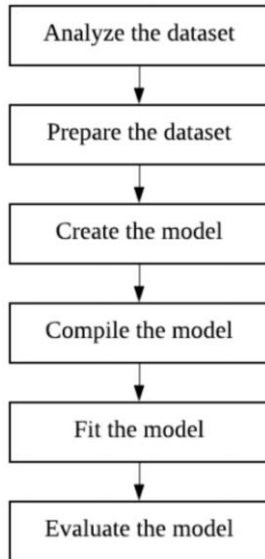 Analyze the dataset
Prepare the dataset
Create the model
Compile the model
Fit the model
Evaluate the model